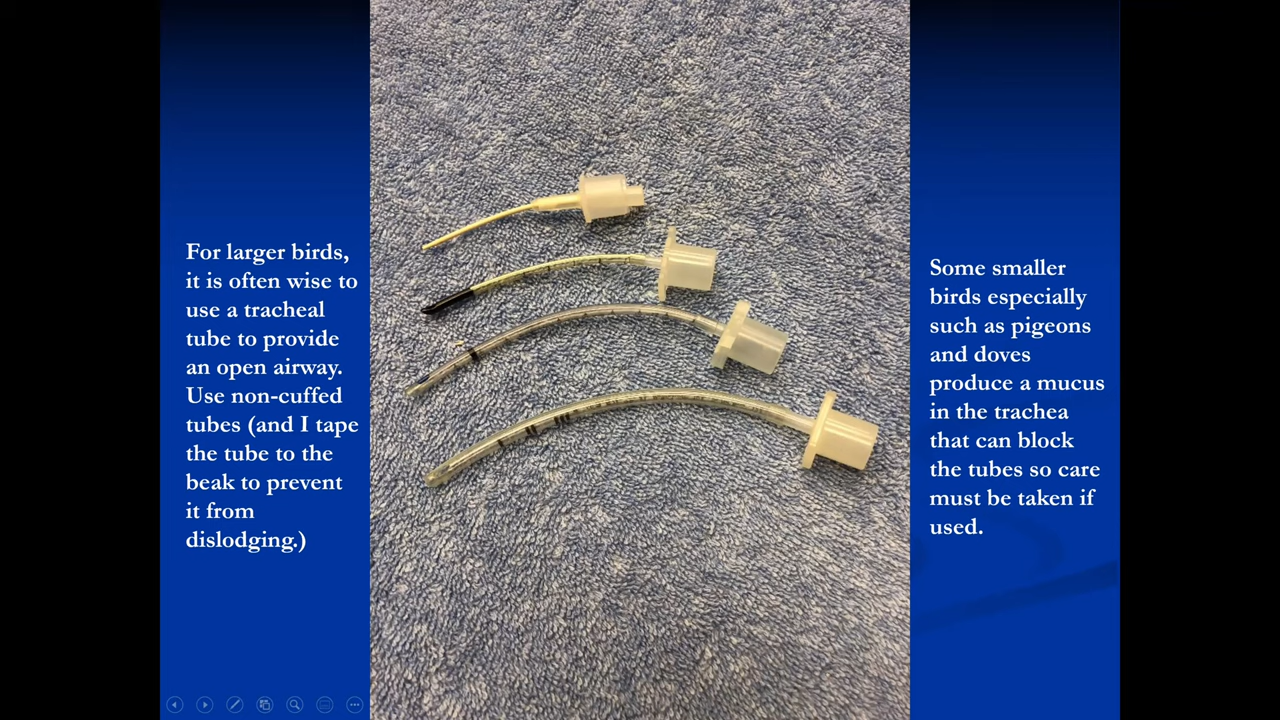 For larger birds,
it is often wise to
use a tracheal
tube to provide
an open airway.
Use non-cuffed
tubes (and I tape
the tube to the
beak to prevent
it from
dislodging.)
Some smaller
birds especially
such as pigeons
and doves
produce a mucus
in the trachea
that can block
the tubes so care
must be taken if
used.